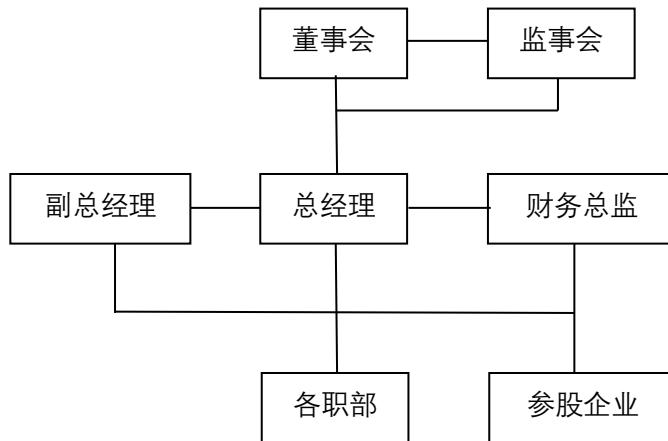 董事会
监事会
副总经理
总经理
财务总监
各职部
参股企业